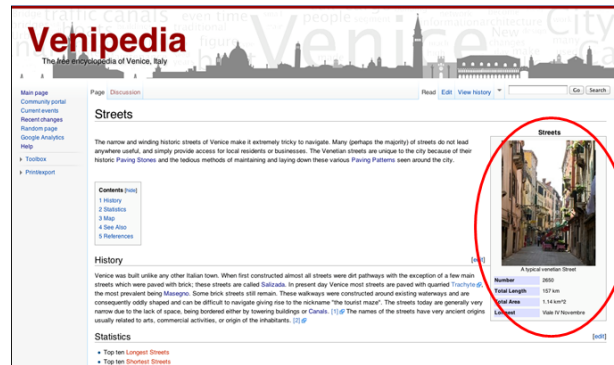 Venipedia
The free encyclopedia of Venice, Italy
Main page
Community portal
Current events
Recent changes
Random page
Google Analytics
Help
Toolbox
Print/export
Page Discussion
Read Edit View history
Go Search
Streets
The narrow and winding historic streets of Venice make it extremely tricky to navigate. Many (perhaps the majority) of streets do not lead
anywhere useful, and simply provide access for local residents or businesses. The Venetian streets are unique to the city because of their
historic Paving Stones and the tedious methods of maintaining and laying down these various Paving Patterns seen around the city.
Contents [hide]
1 History
2 Statistics
3 Map
4 See Also
5 References
History
Venice was built unlike any other Italian town. When first constructed almost all streets were dirt pathways with the exception of a few main
streets which were paved with brick; these streets are called Salizada. In present day Venice most streets are paved with quarried Trachyte,
the most prevalent being Masegno. Some brick streets still remain. These walkways were constructed around existing waterways and are
consequently oddly shaped and can be difficult to navigate giving rise to the nickname "the tourist maze". The streets today are generally very
narrow due to the lack of space, being bordered either by towering buildings or Canals. [1] The names of the streets have very ancient origins
usually related to arts, commercial activities, or origin of the inhabitants. [2]
Statistics [edit]
Top ten Longest Streets
Top ten Shortest Streets
Streets
A typical venetian Street
Number 2650
Total Length 157 km
Total Area 1.14 km^2
Longest Viale IV Novembre